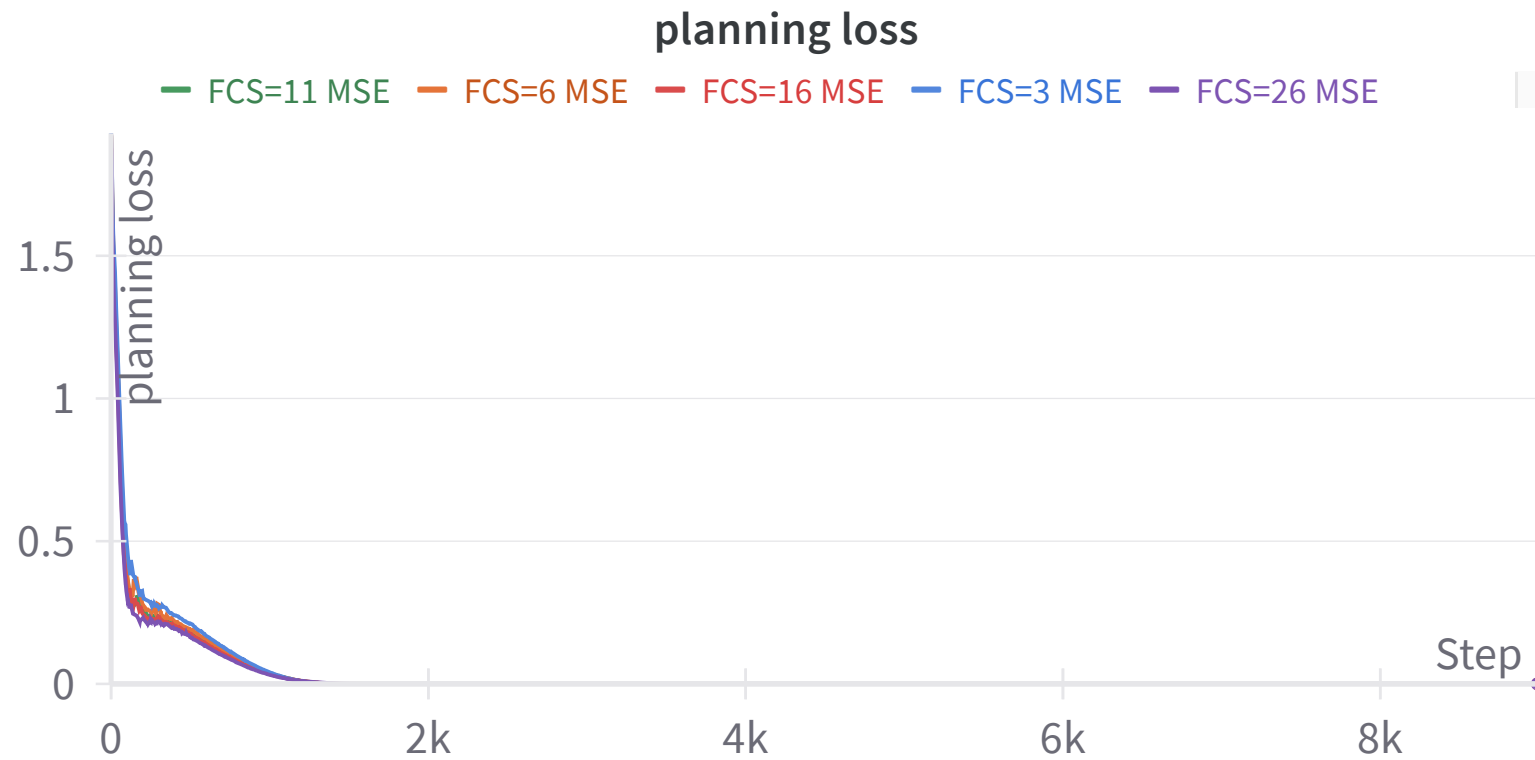 planning loss
FCS=11 MSE FCS=6 MSE FCS=16 MSE FCS=3 MSE FCS=26 MSE
planning loss
1.5
1
0.5
0
Step
0 2k 4k 6k 8k